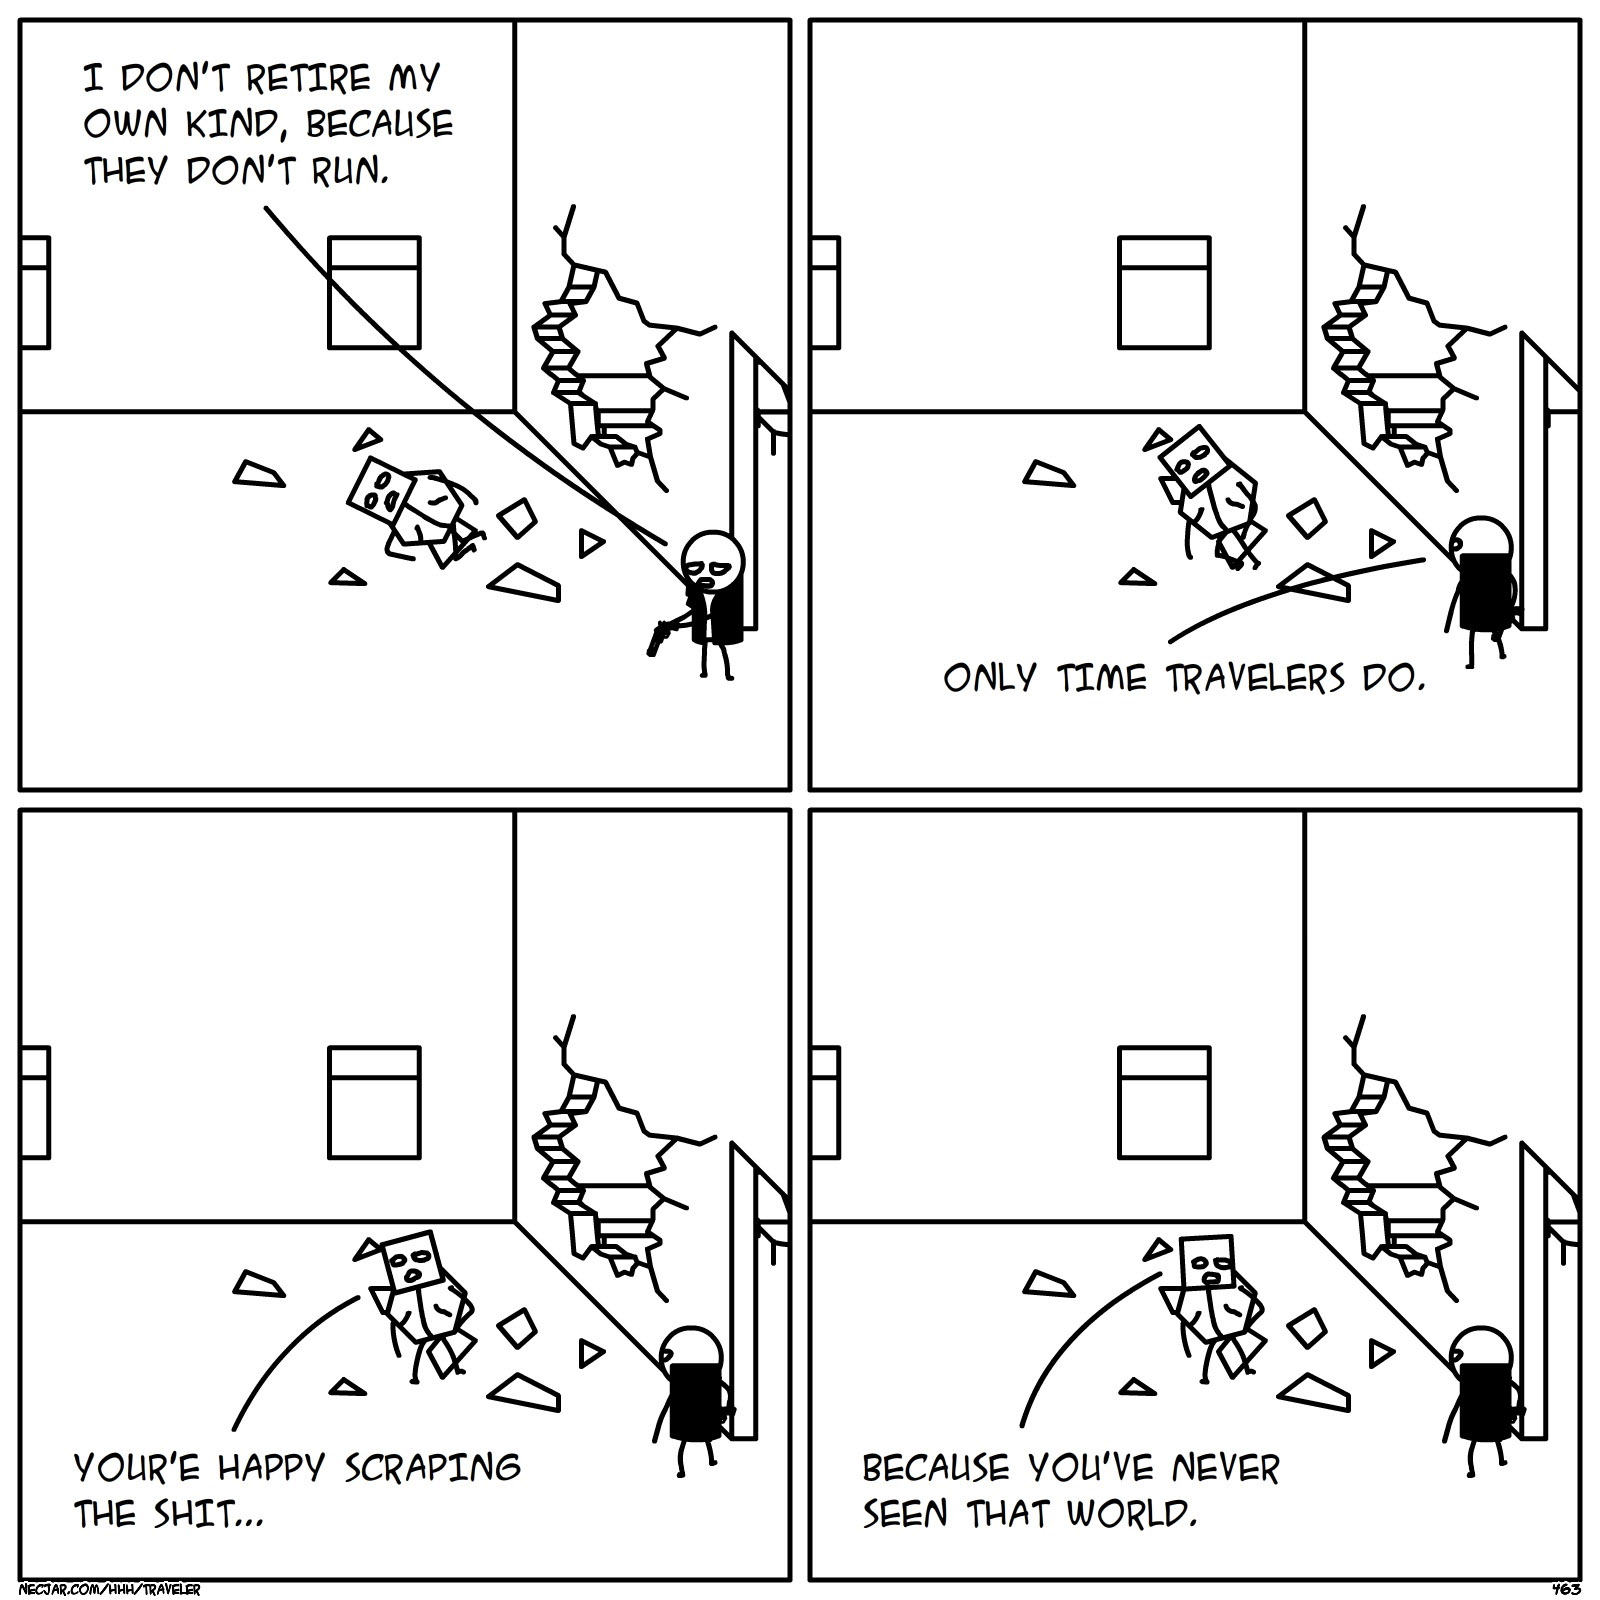 I DON'T RETIRE MY
OWN KIND, BECAUSE
THEY DON'T RUN.
ONLY TIME TRAVELERS DO.
YOUR'E HAPPY SCRAPING
THE SHIT...
BECAUSE YOU'VE NEVER
SEEN THAT WORLD.
NECJAR.COM/HHH/TRAVELER
463